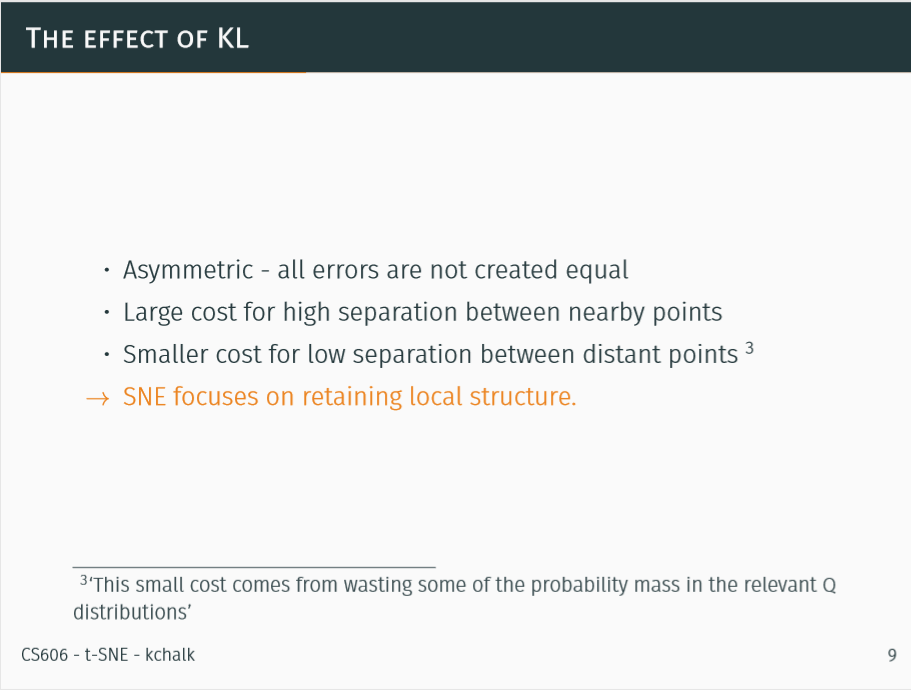 The effect of KL
· Asymmetric - all errors are not created equal
· Large cost for high separation between nearby points
· Smaller cost for low separation between distant points ³
→ SNE focuses on retaining local structure.
³‘This small cost comes from wasting some of the probability mass in the relevant Q
distributions’
CS606 - t-SNE - kchalk
9